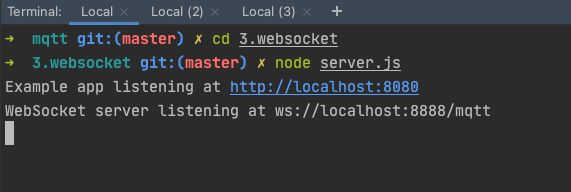 Terminal: Local × Local (2) × Local (3) × +
➜ mqtt git:(master) ✗ cd 3.websocket
➜ 3.websocket git:(master) ✗ node server.js
Example app listening at http://localhost:8080
WebSocket server listening at ws://localhost:8888/mqtt